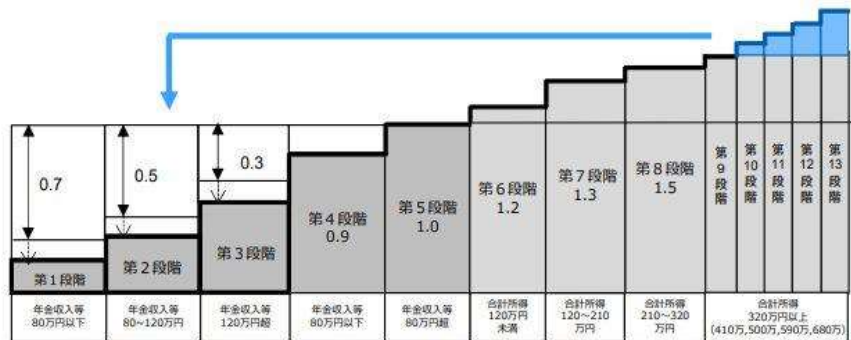 0.7
0.5
0.3
第1段階
第2段階
第3段階
第4段階
0.9
第5段階
1.0
第6段階
1.2
第7段階
1.3
第8段階
1.5
第9段階
第10段階
第11段階
第12段階
第13段階
年金収入等
80万円以下
年金収入等
80~120万円
年金収入等
120万円超
年金収入等
80万円以下
年金収入等
80万円超
合計所得
120万円
未満
合計所得
120~210
万円
合計所得
210~320
万円
合計所得
320万円以上
(410万,500万,590万,680万)